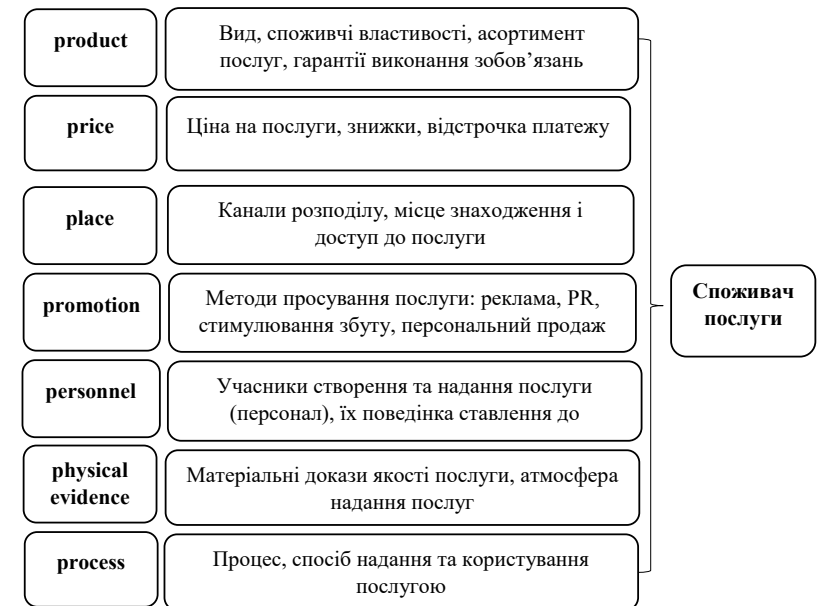 product
Вид, споживчі властивості, асортимент
послуг, гарантії виконання зобов’язань
price
Ціна на послуги, знижки, відстрочка платежу
place
Канали розподілу, місце знаходження і
доступ до послуги
promotion
Методи просування послуги: реклама, PR,
стимулювання збуту, персональний продаж
personnel
Учасники створення та надання послуги
(персонал), їх поведінка ставлення до
physical
evidence
Матеріальні докази якості послуги, атмосфера
надання послуг
process
Процес, спосіб надання та користування
послугою
Споживач
послуги